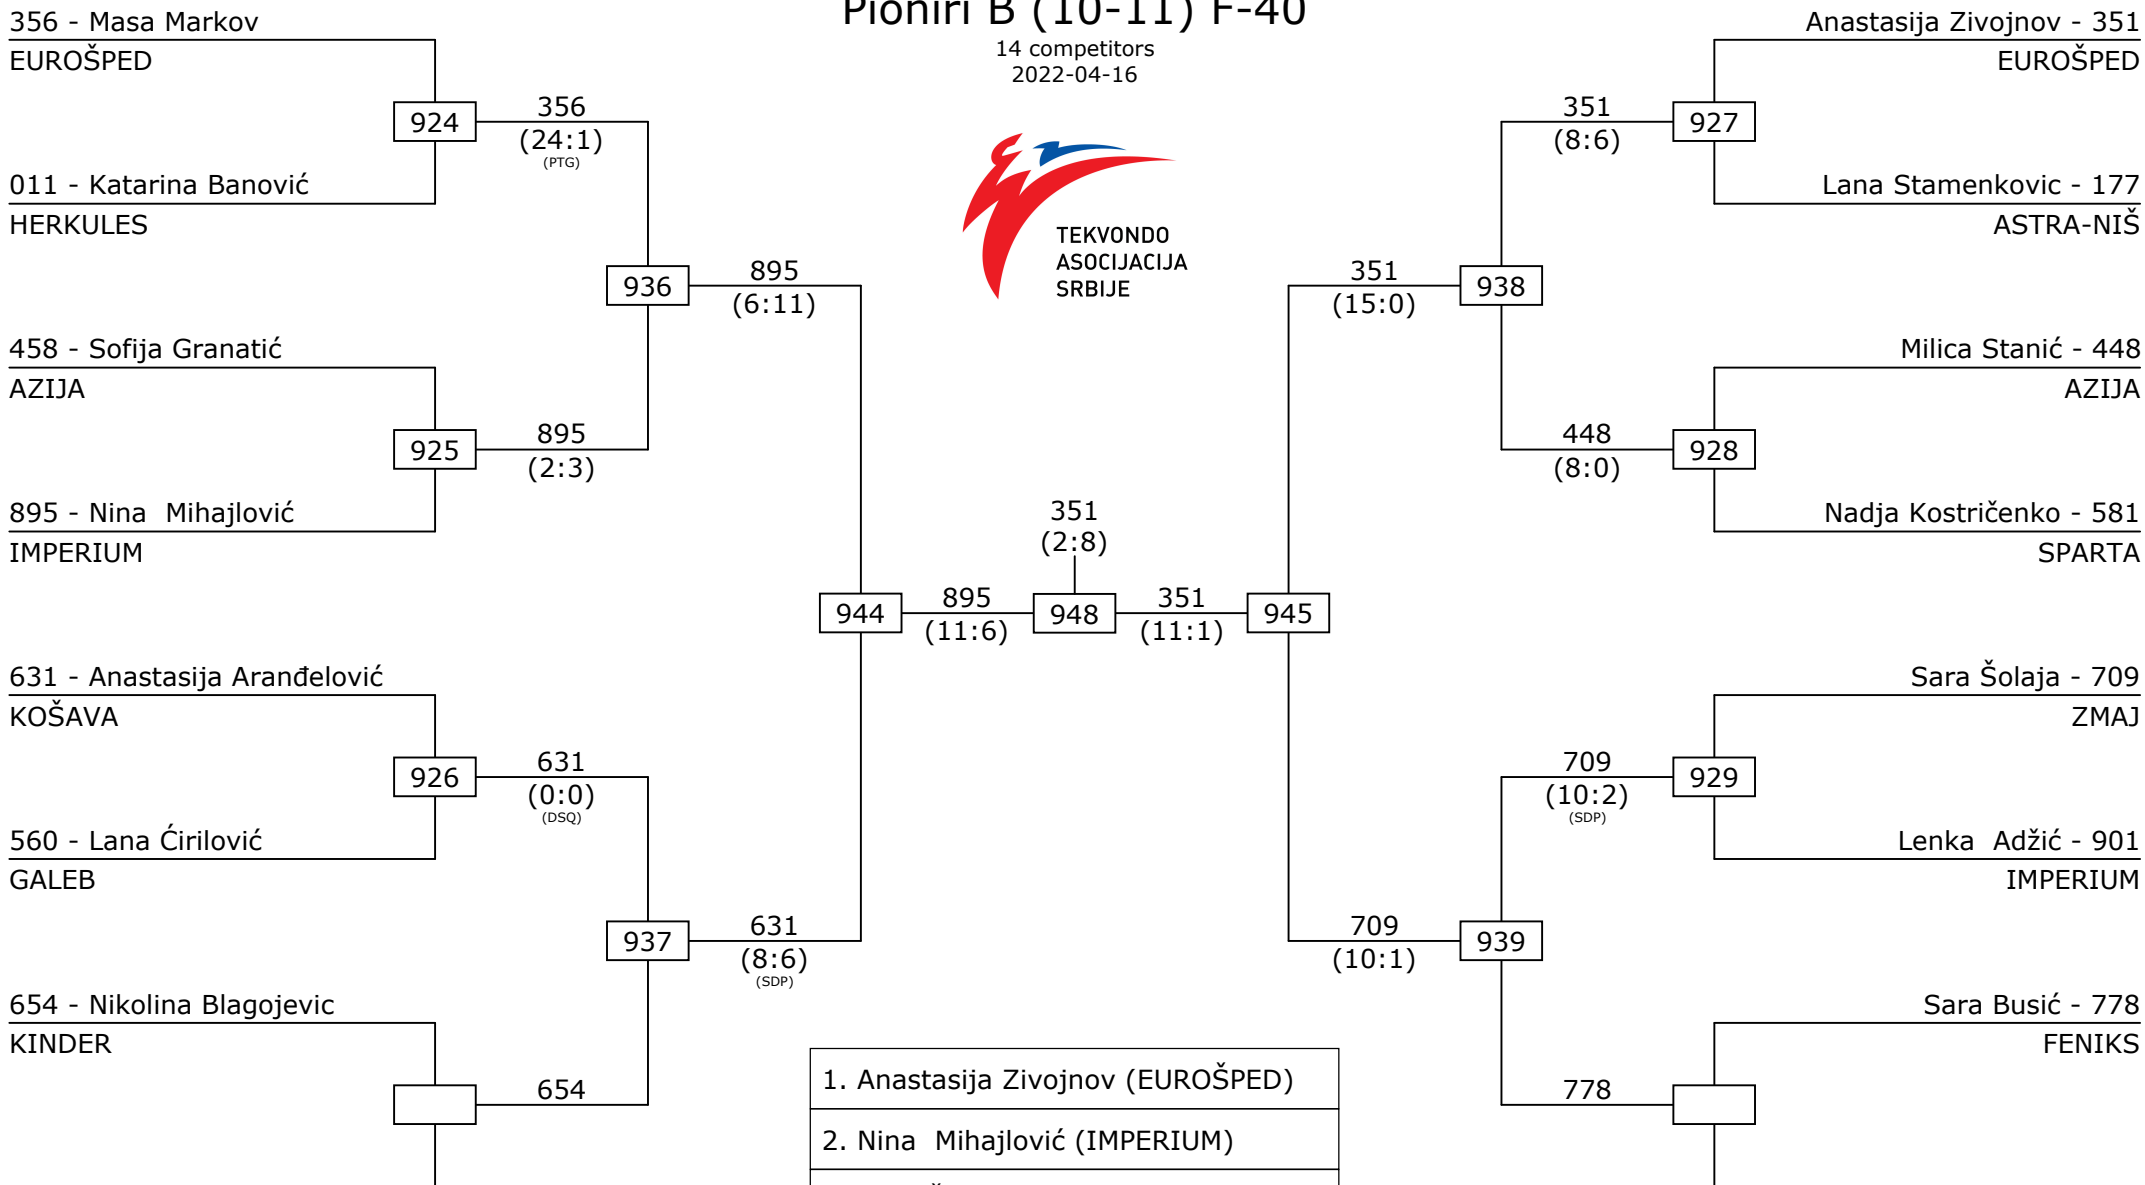 Pioniri B (10-11) F-40
14 competitors
2022-04-16
TEKVONDO
ASOCIJACIJA
SRBIJE
356 - Masa Markov
EUROŠPED
924
356
(24:1)
(PTG)
011 - Katarina Banović
HERKULES
936
895
(6:11)
458 - Sofija Granatić
AZIJA
925
895
(2:3)
895 - Nina  Mihajlović
IMPERIUM
944
895
(11:6)
631 - Anastasija Aranđelović
KOŠAVA
926
631
(0:0)
(DSQ)
560 - Lana Ćirilović
GALEB
937
631
(8:6)
(SDP)
654 - Nikolina Blagojevic
KINDER
654
351
(2:8)
948
Anastasija Zivojnov - 351
EUROŠPED
351
(8:6)
927
Lana Stamenkovic - 177
ASTRA-NIŠ
351
(15:0)
938
Milica Stanić - 448
AZIJA
448
(8:0)
928
Nadja Kostričenko - 581
SPARTA
351
(11:1)
945
Sara Šolaja - 709
ZMAJ
709
(10:2)
(SDP)
929
Lenka  Adžić - 901
IMPERIUM
709
(10:1)
939
Sara Busić - 778
FENIKS
778
1. Anastasija Zivojnov (EUROŠPED)
2. Nina  Mihajlović (IMPERIUM)